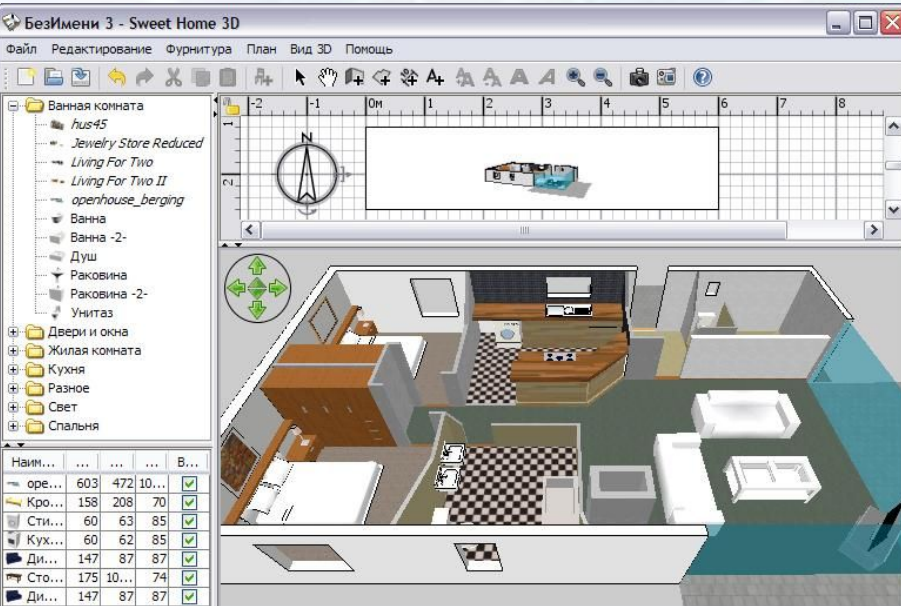 БезИмени 3 - Sweet Home 3D
Файл Редактирование Фурнитура План Вид 3D Помощь
Ванная комната
hus45
Jewelry Store Reduced
Living For Two
Living For Two II
openhouse_berging
Ванна
Ванна -2-
Душ
Раковина
Раковина -2-
Унитаз
Двери и окна
Жилая комната
Кухня
Разное
Свет
Спальня
-2 -1 0м 1 2 3 4 5 6 7 8
1
2
N
Наим... ... ... ... В...
оре... 603 472 10...
Кро... 158 208 70
Сти... 60 63 85
Кух... 60 62 85
Ди... 147 87 87
Сто... 175 10... 74
Ди... 147 87 87